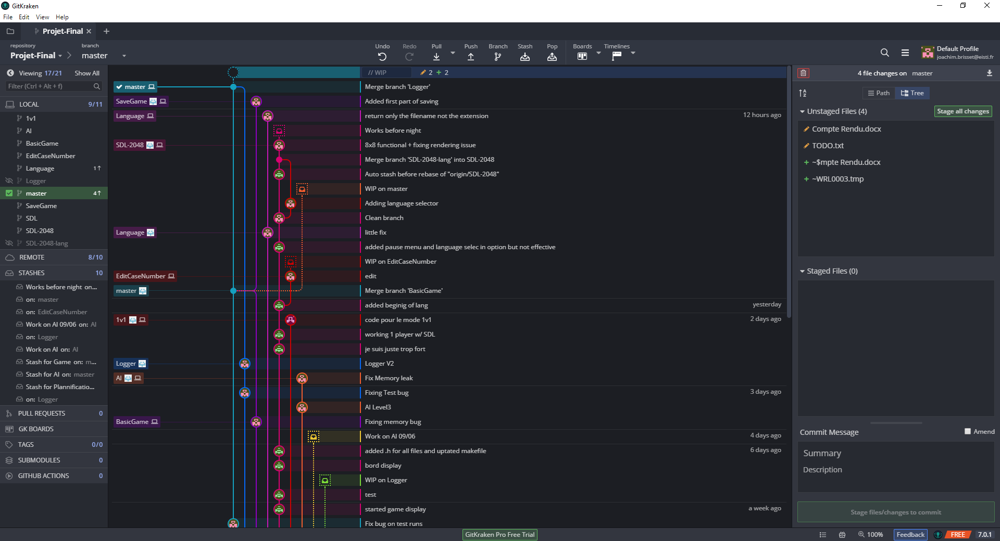 GitKraken
File Edit View Help
Projet-Final
repository
Projet-Final
branch
master
Undo Redo Pull Push Branch Stash Pop Boards Timelines
Default Profile
joachim.brisset@eisti.fr
Viewing 17/21 Show All
Filter (Ctrl + Alt + f)
LOCAL 9/11
1v1
AI
BasicGame
EditCaseNumber
Language 1↑
Logger
master 4↑
SaveGame
SDL
SDL-2048
SDL-2048-lang
REMOTE 8/10
STASHES 10
Works before night on...
on: master
on: EditCaseNumber
Work on AI 09/06 on: AI
on: Logger
Work on AI on: AI
Stash for Game on: m...
Stash for AI on: master
Stash for Plannificatio...
on: Logger
PULL REQUESTS 0
GK BOARDS
TAGS 0/0
SUBMODULES 0
GITHUB ACTIONS 0
// WIP 2 + 2
master Merge branch 'Logger'
SaveGame Added first part of saving
Language return only the filename not the extension 12 hours ago
Works before night
SDL-2048 8x8 functional + fixing rendering issue
Merge branch 'SDL-2048-lang' into SDL-2048
Auto stash before rebase of "origin/SDL-2048"
WIP on master
Adding language selector
Clean branch
Language little fix
added pause menu and language selec in option but not effective
WIP on EditCaseNumber
EditCaseNumber edit
master Merge branch 'BasicGame'
added beginig of lang yesterday
1v1 code pour le mode 1v1 2 days ago
working 1 player w/ SDL
je suis juste trop fort
Logger Logger V2
AI Fix Memory leak
Fixing Test bug 3 days ago
AI Level3
BasicGame Fixing memory bug
Work on AI 09/06 4 days ago
added .h for all files and uptated makefile 6 days ago
bord display
WIP on Logger
test
started game display a week ago
Fix bug on test runs
4 file changes on master
Path Tree
Unstaged Files (4) Stage all changes
Compte Rendu.docx
TODO.txt
+ ~$mpte Rendu.docx
+ ~WRL0003.tmp
Staged Files (0)
Commit Message Amend
Summary
Description
Stage files/changes to commit
GitKraken Pro Free Trial 100% Feedback FREE 7.0.1